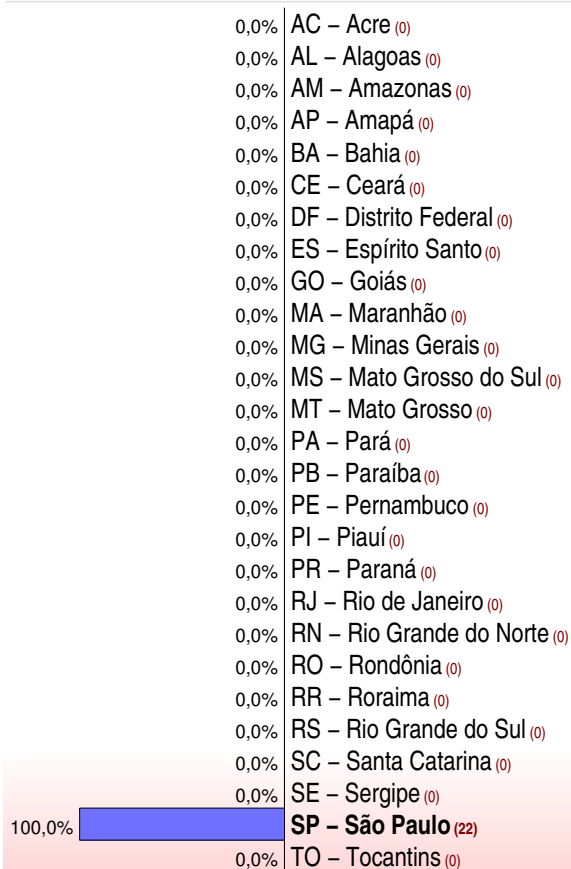 0,0% AC – Acre (0)
0,0% AL – Alagoas (0)
0,0% AM – Amazonas (0)
0,0% AP – Amapá (0)
0,0% BA – Bahia (0)
0,0% CE – Ceará (0)
0,0% DF – Distrito Federal (0)
0,0% ES – Espírito Santo (0)
0,0% GO – Goiás (0)
0,0% MA – Maranhão (0)
0,0% MG – Minas Gerais (0)
0,0% MS – Mato Grosso do Sul (0)
0,0% MT – Mato Grosso (0)
0,0% PA – Pará (0)
0,0% PB – Paraíba (0)
0,0% PE – Pernambuco (0)
0,0% PI – Piauí (0)
0,0% PR – Paraná (0)
0,0% RJ – Rio de Janeiro (0)
0,0% RN – Rio Grande do Norte (0)
0,0% RO – Rondônia (0)
0,0% RR – Roraima (0)
0,0% RS – Rio Grande do Sul (0)
0,0% SC – Santa Catarina (0)
0,0% SE – Sergipe (0)
100,0% SP – São Paulo (22)
0,0% TO – Tocantins (0)